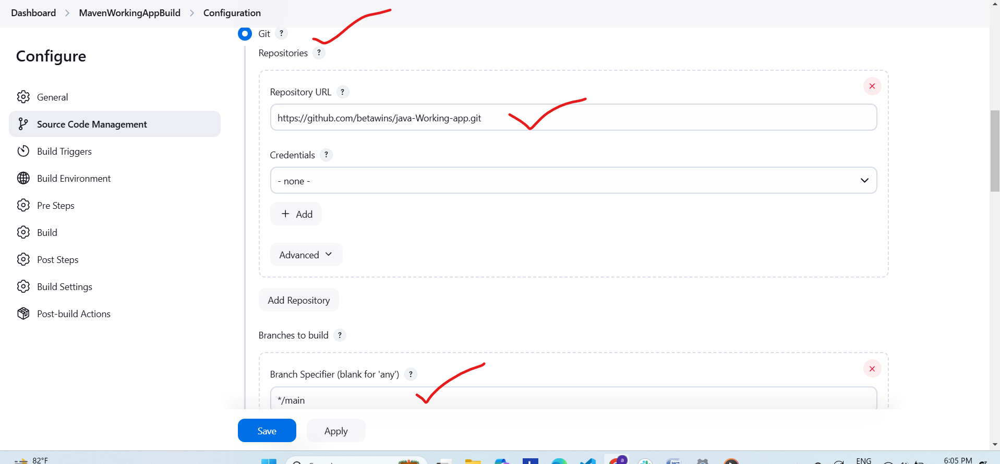 Dashboard > MavenWorkingAppBuild > Configuration
Configure
General
Source Code Management
Build Triggers
Build Environment
Pre Steps
Build
Post Steps
Build Settings
Post-build Actions
Git ?
Repositories ?
Repository URL ?
https://github.com/betawins/java-Working-app.git
Credentials ?
- none -
+ Add
Advanced
Add Repository
Branches to build ?
Branch Specifier (blank for 'any') ?
*/main
Save Apply
82°F
ENG
6:05 PM